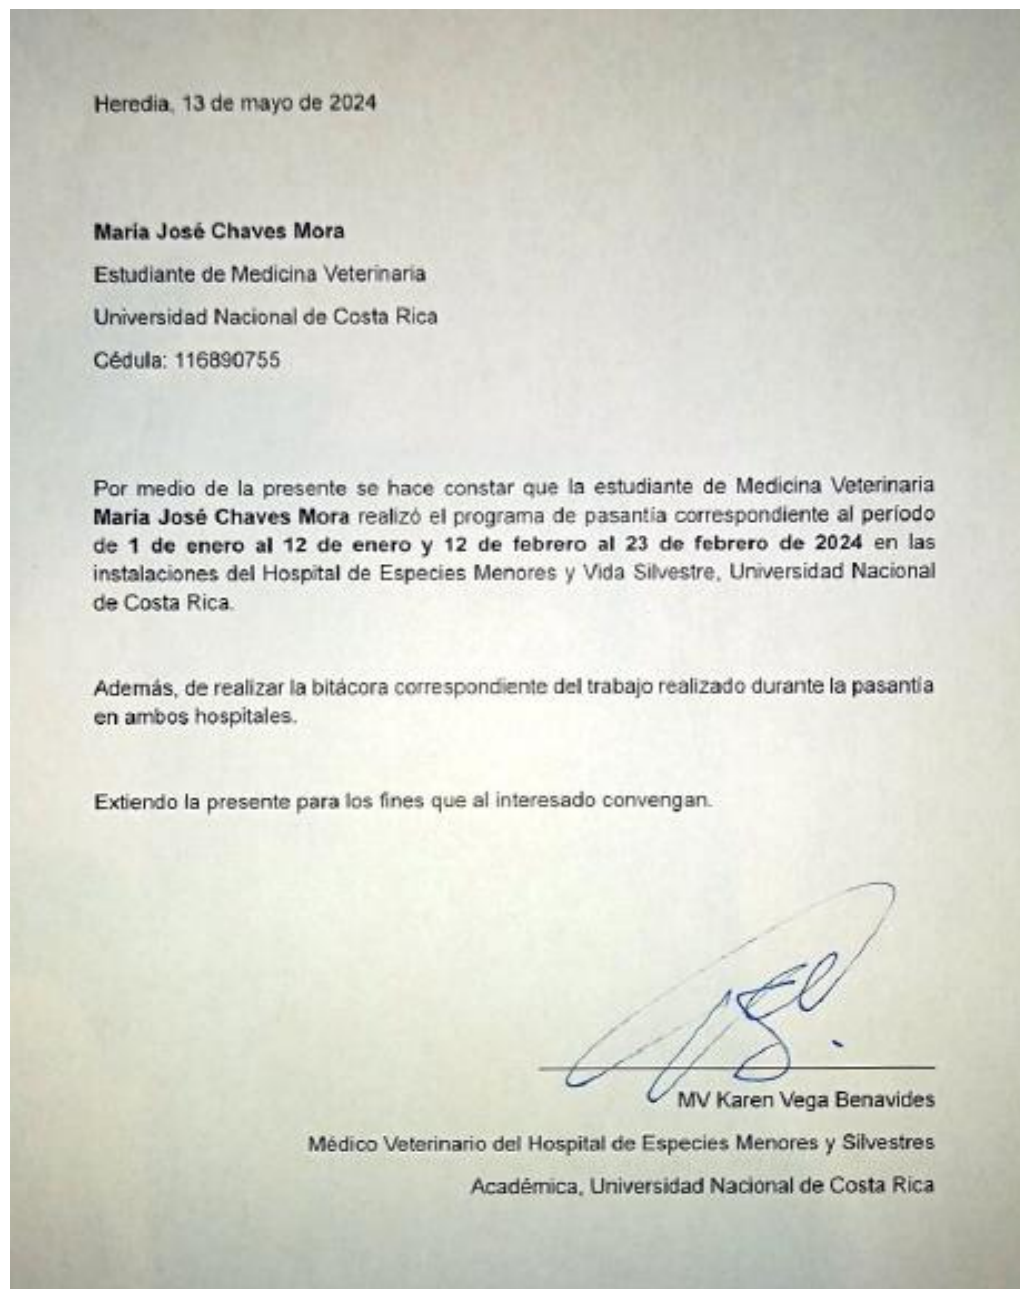 Heredia, 13 de mayo de 2024
María José Chaves Mora
Estudiante de Medicina Veterinaria
Universidad Nacional de Costa Rica
Cédula: 116890755
Por medio de la presente se hace constar que la estudiante de Medicina Veterinaria
María José Chaves Mora realizó el programa de pasantía correspondiente al período
de 1 de enero al 12 de enero y 12 de febrero al 23 de febrero de 2024 en las
instalaciones del Hospital de Especies Menores y Vida Silvestre, Universidad Nacional
de Costa Rica.
Además, de realizar la bitácora correspondiente del trabajo realizado durante la pasantía
en ambos hospitales.
Extiendo la presente para los fines que al interesado convengan.
MV Karen Vega Benavides
Médico Veterinario del Hospital de Especies Menores y Silvestres
Académica, Universidad Nacional de Costa Rica